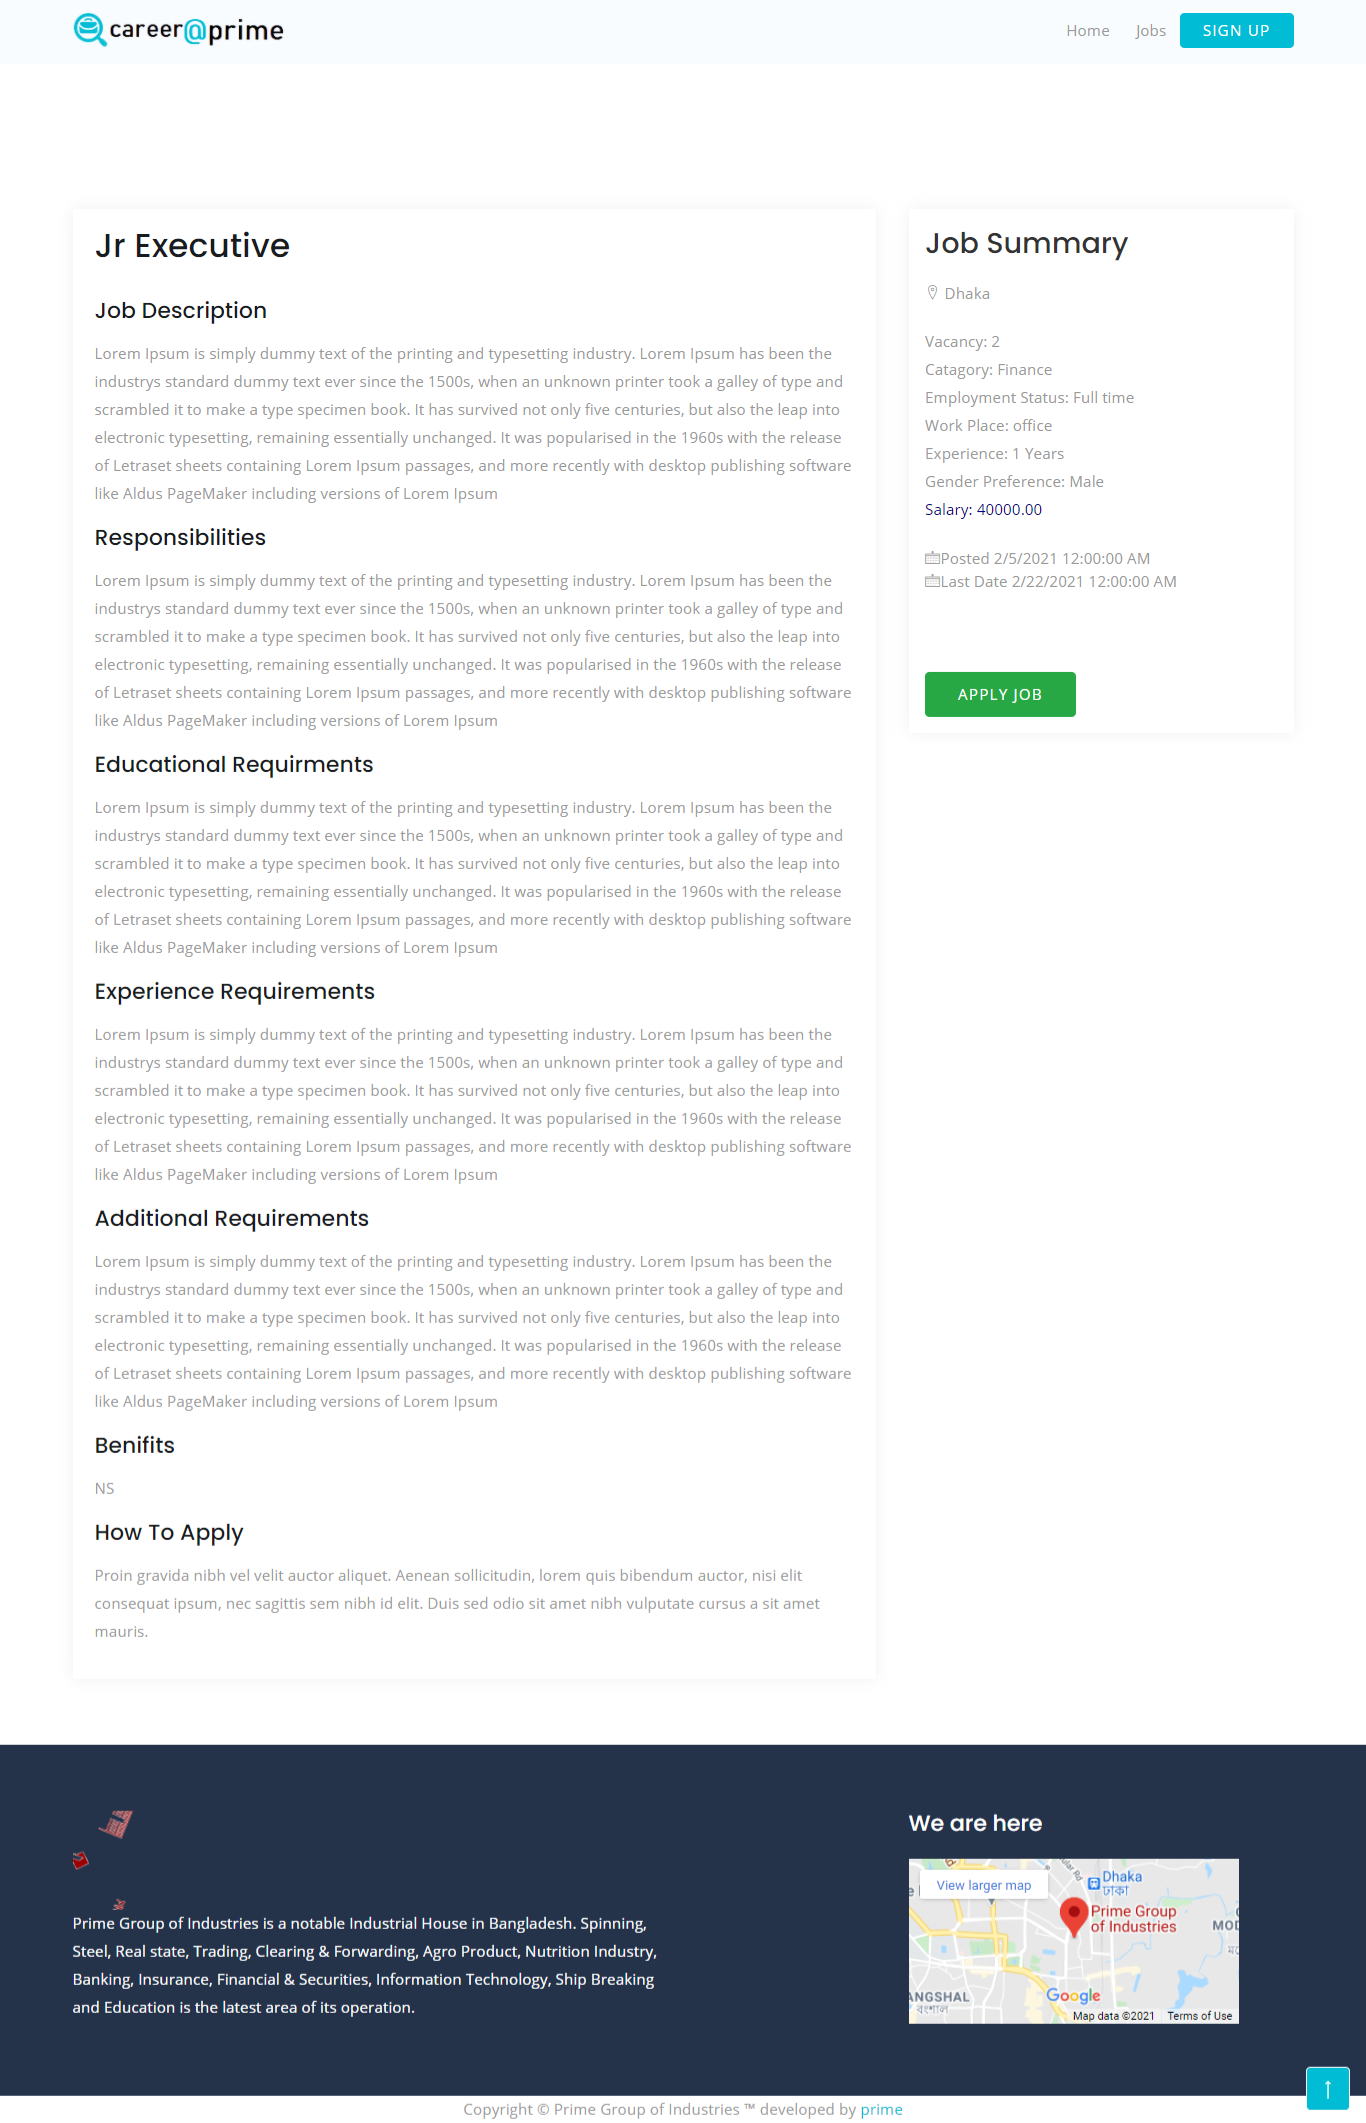 career@prime
Home Jobs SIGN UP
Jr Executive
Job Description
Lorem Ipsum is simply dummy text of the printing and typesetting industry. Lorem Ipsum has been the
industrys standard dummy text ever since the 1500s, when an unknown printer took a galley of type and
scrambled it to make a type specimen book. It has survived not only five centuries, but also the leap into
electronic typesetting, remaining essentially unchanged. It was popularised in the 1960s with the release
of Letraset sheets containing Lorem Ipsum passages, and more recently with desktop publishing software
like Aldus PageMaker including versions of Lorem Ipsum
Responsibilities
Lorem Ipsum is simply dummy text of the printing and typesetting industry. Lorem Ipsum has been the
industrys standard dummy text ever since the 1500s, when an unknown printer took a galley of type and
scrambled it to make a type specimen book. It has survived not only five centuries, but also the leap into
electronic typesetting, remaining essentially unchanged. It was popularised in the 1960s with the release
of Letraset sheets containing Lorem Ipsum passages, and more recently with desktop publishing software
like Aldus PageMaker including versions of Lorem Ipsum
Educational Requirments
Lorem Ipsum is simply dummy text of the printing and typesetting industry. Lorem Ipsum has been the
industrys standard dummy text ever since the 1500s, when an unknown printer took a galley of type and
scrambled it to make a type specimen book. It has survived not only five centuries, but also the leap into
electronic typesetting, remaining essentially unchanged. It was popularised in the 1960s with the release
of Letraset sheets containing Lorem Ipsum passages, and more recently with desktop publishing software
like Aldus PageMaker including versions of Lorem Ipsum
Experience Requirements
Lorem Ipsum is simply dummy text of the printing and typesetting industry. Lorem Ipsum has been the
industrys standard dummy text ever since the 1500s, when an unknown printer took a galley of type and
scrambled it to make a type specimen book. It has survived not only five centuries, but also the leap into
electronic typesetting, remaining essentially unchanged. It was popularised in the 1960s with the release
of Letraset sheets containing Lorem Ipsum passages, and more recently with desktop publishing software
like Aldus PageMaker including versions of Lorem Ipsum
Additional Requirements
Lorem Ipsum is simply dummy text of the printing and typesetting industry. Lorem Ipsum has been the
industrys standard dummy text ever since the 1500s, when an unknown printer took a galley of type and
scrambled it to make a type specimen book. It has survived not only five centuries, but also the leap into
electronic typesetting, remaining essentially unchanged. It was popularised in the 1960s with the release
of Letraset sheets containing Lorem Ipsum passages, and more recently with desktop publishing software
like Aldus PageMaker including versions of Lorem Ipsum
Benifits
NS
How To Apply
Proin gravida nibh vel velit auctor aliquet. Aenean sollicitudin, lorem quis bibendum auctor, nisi elit
consequat ipsum, nec sagittis sem nibh id elit. Duis sed odio sit amet nibh vulputate cursus a sit amet
mauris.
Job Summary
Dhaka
Vacancy: 2
Catagory: Finance
Employment Status: Full time
Work Place: office
Experience: 1 Years
Gender Preference: Male
Salary: 40000.00
Posted 2/5/2021 12:00:00 AM
Last Date 2/22/2021 12:00:00 AM
APPLY JOB
Prime Group of Industries is a notable Industrial House in Bangladesh. Spinning,
Steel, Real state, Trading, Clearing & Forwarding, Agro Product, Nutrition Industry,
Banking, Insurance, Financial & Securities, Information Technology, Ship Breaking
and Education is the latest area of its operation.
We are here
View larger map
Dhaka
ঢাকা
Prime Group
of Industries
MOD
ANGSHAL
বংশাল
Google
Map data ©2021 Terms of Use
Copyright © Prime Group of Industries ™ developed by prime